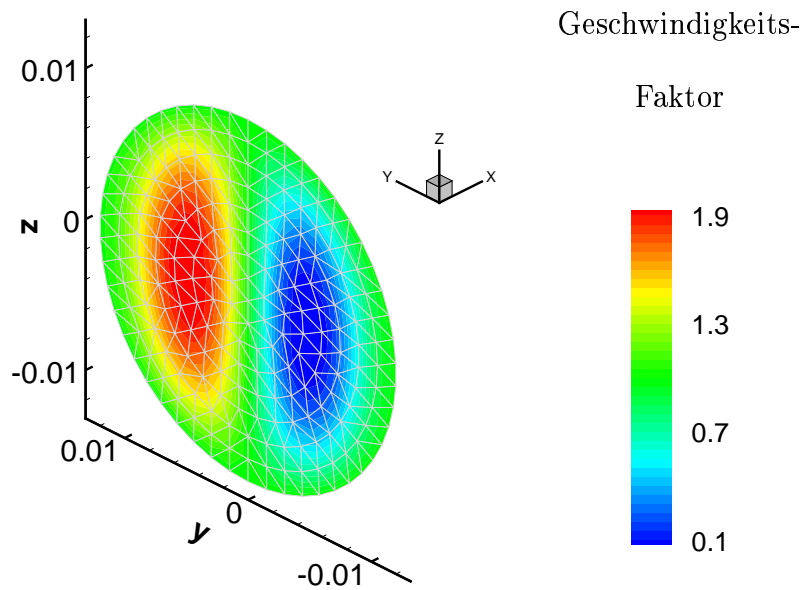 Geschwindigkeits-
Faktor
0.01
0
-0.01
z
0.01
0
-0.01
y
Z
Y
X
1.9
1.3
0.7
0.1